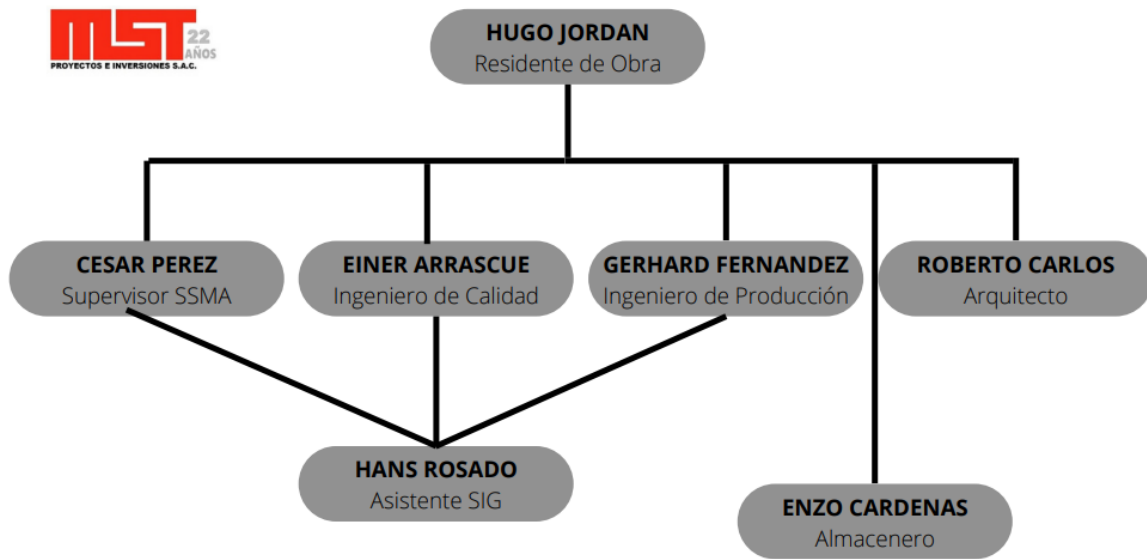 MST 22
AÑOS
PROYECTOS E INVERSIONES S.A.C.
HUGO JORDAN
Residente de Obra
CESAR PEREZ
Supervisor SSMA
EINER ARRASCUE
Ingeniero de Calidad
GERHARD FERNANDEZ
Ingeniero de Producción
ROBERTO CARLOS
Arquitecto
HANS ROSADO
Asistente SIG
ENZO CARDENAS
Almacenero